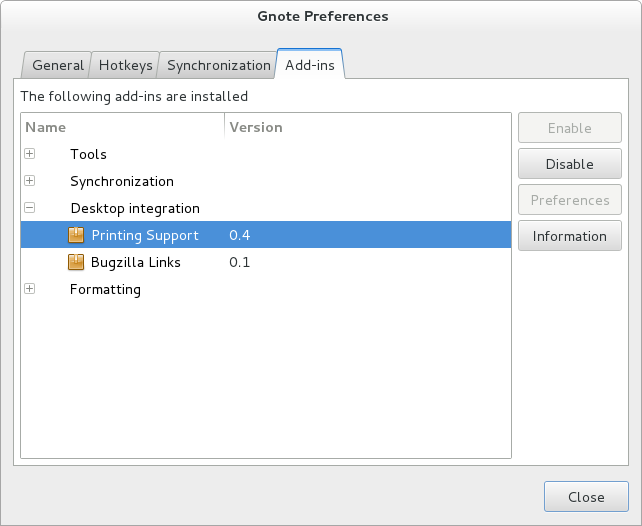 Gnote Preferences
General Hotkeys Synchronization Add-ins
The following add-ins are installed
Name Version
Enable
Tools
Disable
Synchronization
Preferences
Desktop integration
Printing Support 0.4
Information
Bugzilla Links 0.1
Formatting
Close